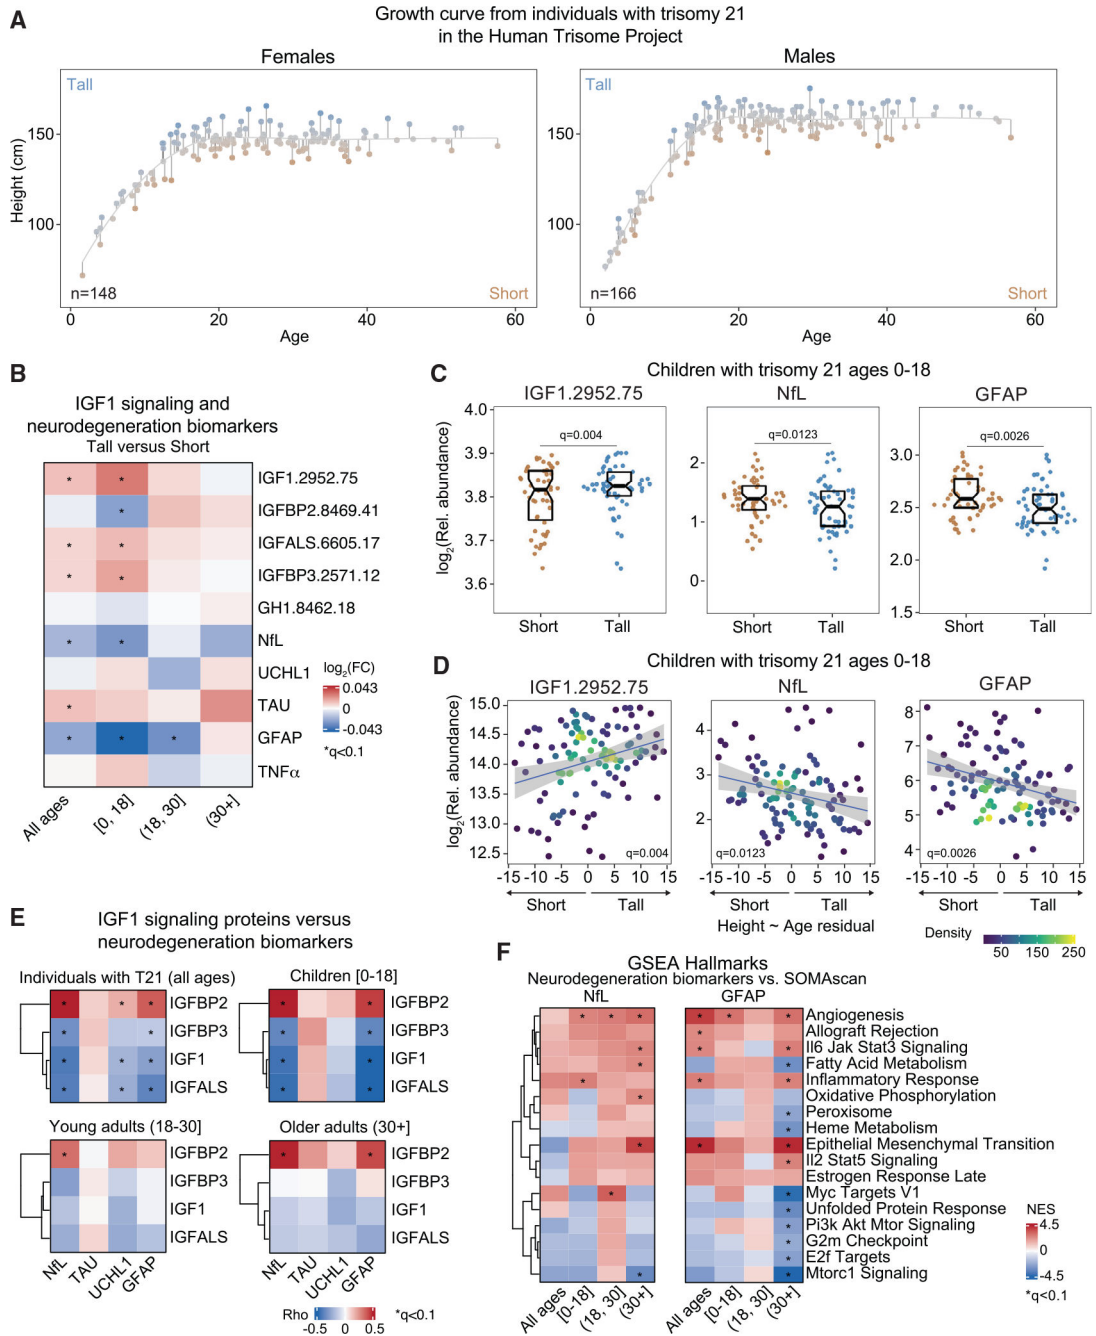 A
Growth curve from individuals with trisomy 21
in the Human Trisome Project
Females
Males
Tall
Tall
150
100
150
100
Height (cm)
n=148
Short
n=166
Short
0 20 40 60
0 20 40 60
Age
Age
B
IGF1 signaling and
neurodegeneration biomarkers
Tall versus Short
* * IGF1.2952.75
* IGFBP2.8469.41
* * IGFALS.6605.17
* * IGFBP3.2571.12
GH1.8462.18
* * NfL
UCHL1
* TAU
* * * GFAP
TNFα
log2(FC)
0.043
0
-0.043
*q<0.1
All ages [0, 18] (18, 30] (30+]
C
Children with trisomy 21 ages 0-18
IGF1.2952.75
NfL
GFAP
log2(Rel. abundance)
4.0
3.9
3.8
3.7
3.6
q=0.004
2
1
0
q=0.0123
3.0
2.5
2.0
1.5
q=0.0026
Short Tall
Short Tall
Short Tall
D
Children with trisomy 21 ages 0-18
IGF1.2952.75
NfL
GFAP
log2(Rel. abundance)
15.0
14.5
14.0
13.5
13.0
12.5
q=0.004
4
3
2
q=0.0123
8
7
6
5
4
q=0.0026
-15 -10 -5 0 5 10 15
-15 -10 -5 0 5 10 15
-15 -10 -5 0 5 10 15
Short Tall
Short Tall
Short Tall
Height ~ Age residual
Density
50 150 250
E
IGF1 signaling proteins versus
neurodegeneration biomarkers
Individuals with T21 (all ages)
* * * IGFBP2
* * IGFBP3
* * * IGF1
* * * IGFALS
Children [0-18]
* * IGFBP2
* * IGFBP3
* * IGF1
* * IGFALS
Young adults (18-30]
* IGFBP2
IGFBP3
IGF1
IGFALS
Older adults (30+]
* * IGFBP2
IGFBP3
IGF1
IGFALS
NfL TAU UCHL1 GFAP
NfL TAU UCHL1 GFAP
Rho
-0.5 0 0.5
*q<0.1
F
GSEA Hallmarks
Neurodegeneration biomarkers vs. SOMAscan
NfL
GFAP
* * * * * * Angiogenesis
* Allograft Rejection
* * * Il6 Jak Stat3 Signaling
* * Fatty Acid Metabolism
* * * Inflammatory Response
* Oxidative Phosphorylation
* Peroxisome
* Heme Metabolism
* * * Epithelial Mesenchymal Transition
* Il2 Stat5 Signaling
Estrogen Response Late
* * Myc Targets V1
* Unfolded Protein Response
* Pi3k Akt Mtor Signaling
* G2m Checkpoint
* E2f Targets
* * Mtorc1 Signaling
All ages [0-18] (18, 30] (30+]
All ages [0-18] (18, 30] (30+]
NES
4.5
0
-4.5
*q<0.1